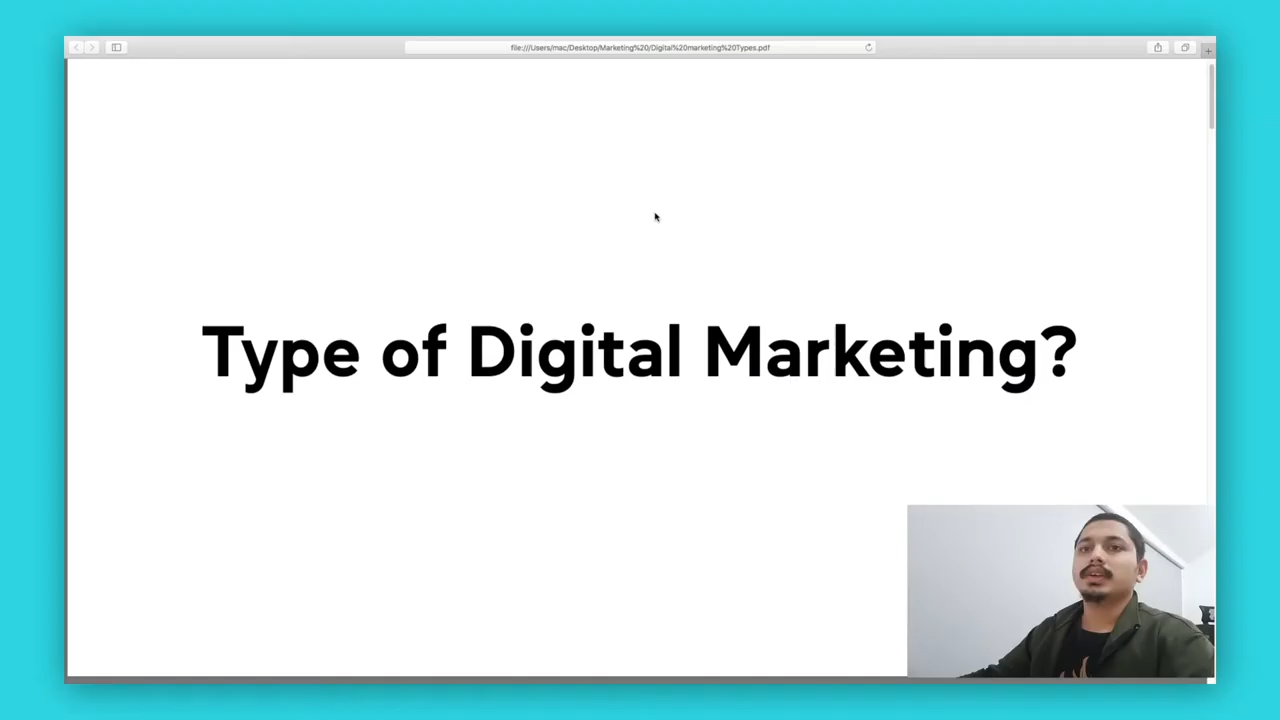 file:///Users/mac/Desktop/Marketing%20/Digital%20marketing%20Types.pdf
Type of Digital Marketing?